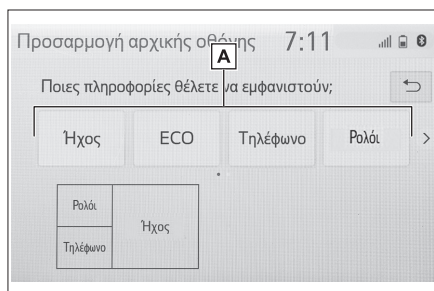 Προσαρμογή αρχικής οθόνης 7:11
A
Ποιες πληροφορίες θέλετε να εμφανιστούν;
Ήχος ECO Τηλέφωνο Ρολόι
Ρολόι
Ήχος
Τηλέφωνο